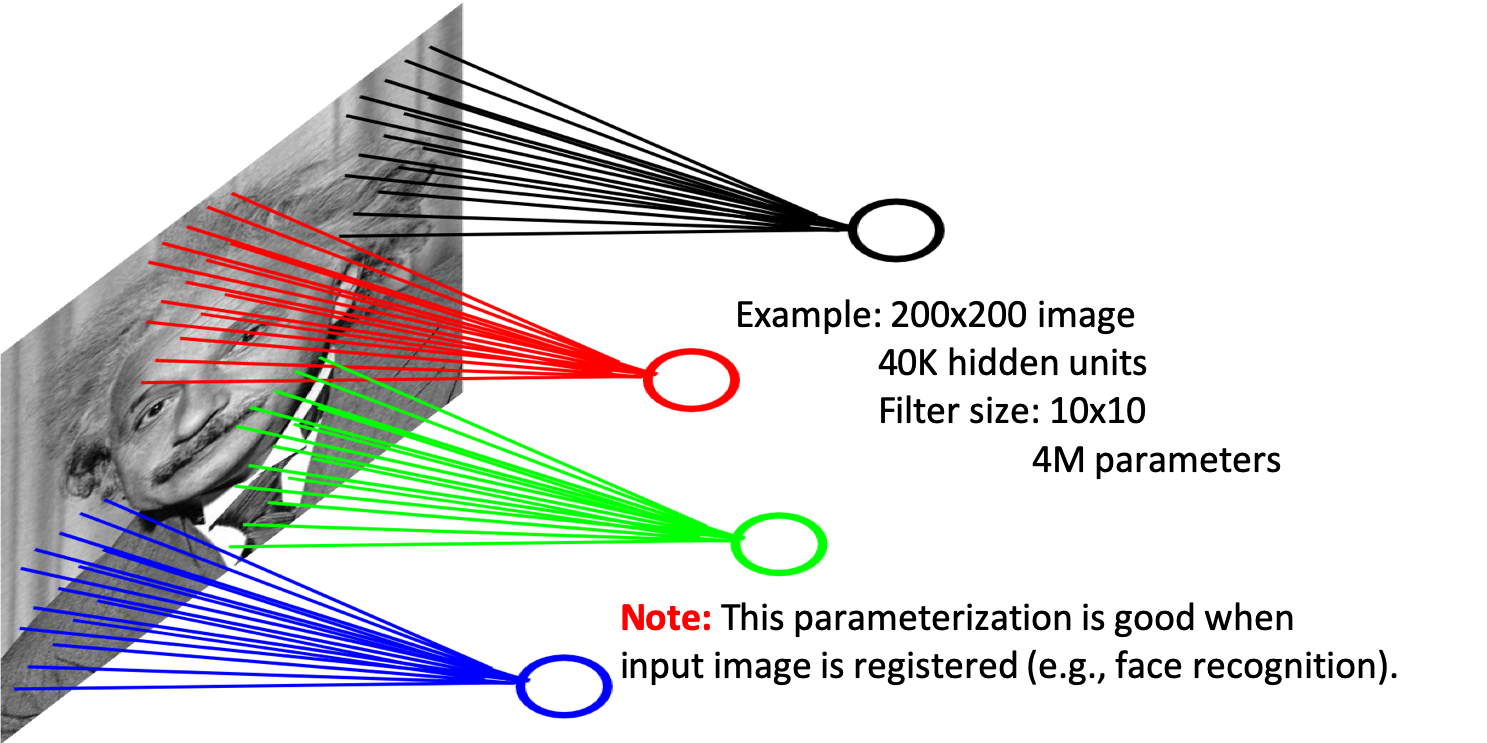 Example: 200x200 image
40K hidden units
Filter size: 10x10
4M parameters
Note: This parameterization is good when
input image is registered (e.g., face recognition).